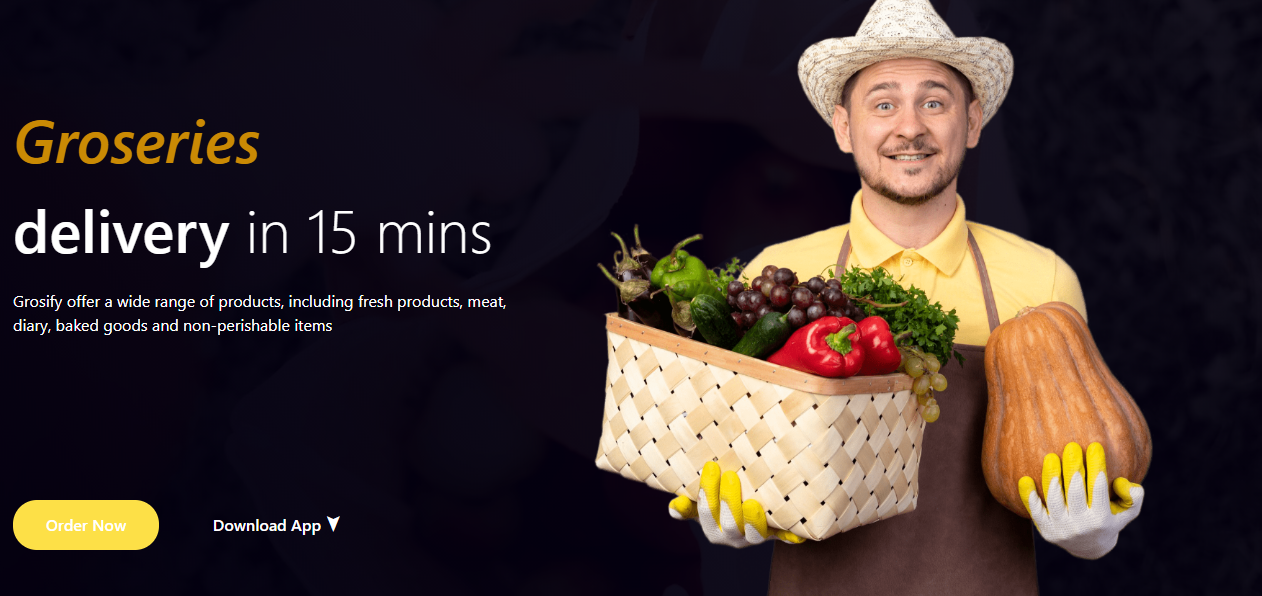 Groseries
delivery in 15 mins
Grosify offer a wide range of products, including fresh products, meat,
diary, baked goods and non-perishable items
Order Now
Download App